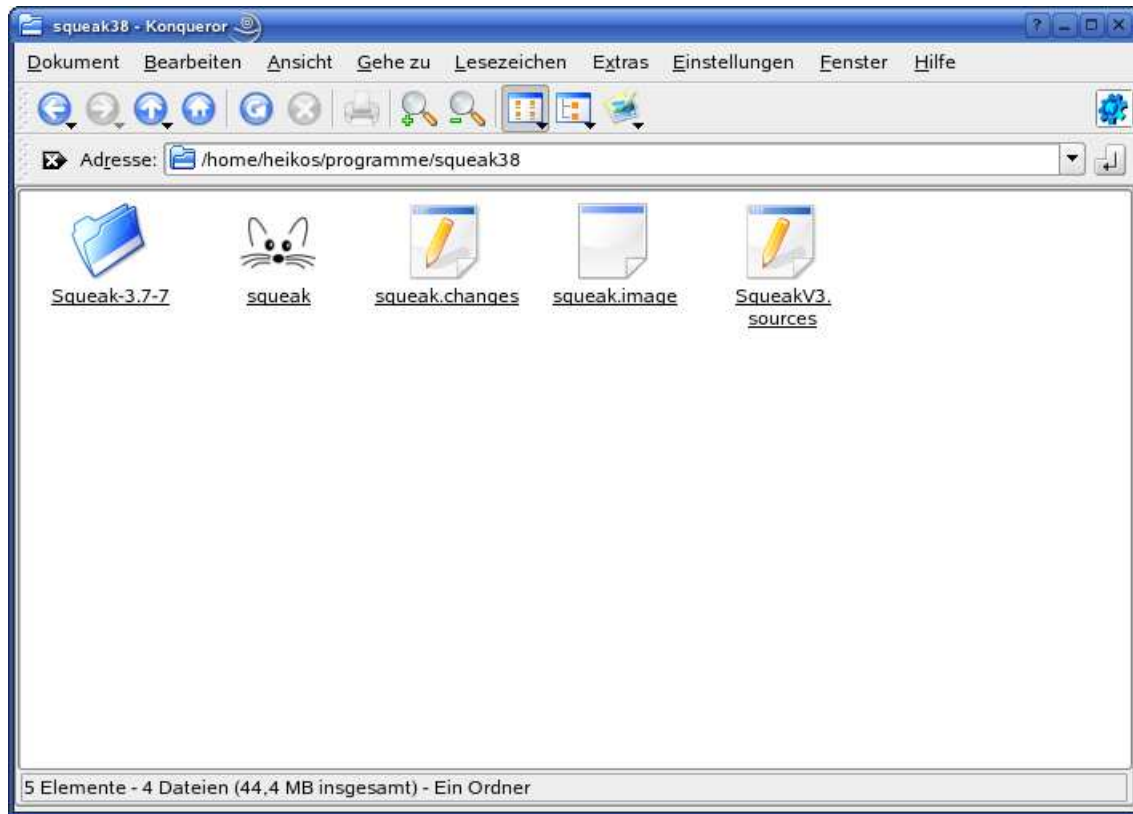 squeak38 - Konqueror
Dokument Bearbeiten Ansicht Gehe zu Lesezeichen Extras Einstellungen Fenster Hilfe
Adresse: /home/heikos/programme/squeak38
Squeak-3.7-7 squeak squeak.changes squeak.image SqueakV3.
sources
5 Elemente - 4 Dateien (44,4 MB insgesamt) - Ein Ordner